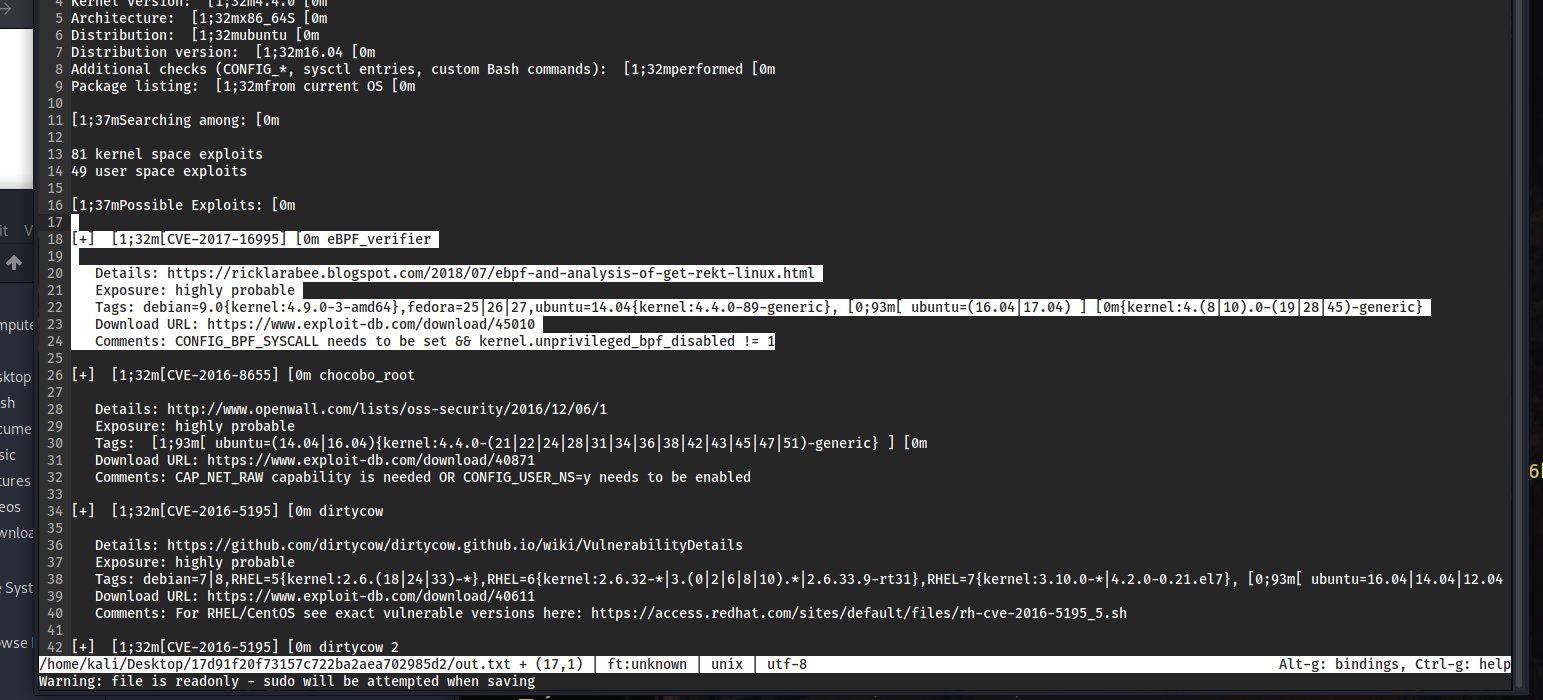 4 Kernel version: [1;32m4.4.0 [0m
5 Architecture: [1;32mx86_64S [0m
6 Distribution: [1;32mubuntu [0m
7 Distribution version: [1;32m16.04 [0m
8 Additional checks (CONFIG_*, sysctl entries, custom Bash commands): [1;32mperformed [0m
9 Package listing: [1;32mfrom current OS [0m
10
11 [1;37mSearching among: [0m
12
13 81 kernel space exploits
14 49 user space exploits
15
16 [1;37mPossible Exploits: [0m
17
18 [+] [1;32m[CVE-2017-16995] [0m eBPF_verifier
19
20 Details: https://ricklarabee.blogspot.com/2018/07/ebpf-and-analysis-of-get-rekt-linux.html
21 Exposure: highly probable
22 Tags: debian=9.0{kernel:4.9.0-3-amd64},fedora=25|26|27,ubuntu=14.04{kernel:4.4.0-89-generic}, [0;93m[ ubuntu=(16.04|17.04) ] [0m{kernel:4.(8|10).0-(19|28|45)-generic}
23 Download URL: https://www.exploit-db.com/download/45010
24 Comments: CONFIG_BPF_SYSCALL needs to be set && kernel.unprivileged_bpf_disabled != 1
25
26 [+] [1;32m[CVE-2016-8655] [0m chocobo_root
27
28 Details: http://www.openwall.com/lists/oss-security/2016/12/06/1
29 Exposure: highly probable
30 Tags: [1;93m[ ubuntu=(14.04|16.04){kernel:4.4.0-(21|22|24|28|31|34|36|38|42|43|45|47|51)-generic} ] [0m
31 Download URL: https://www.exploit-db.com/download/40871
32 Comments: CAP_NET_RAW capability is needed OR CONFIG_USER_NS=y needs to be enabled
33
34 [+] [1;32m[CVE-2016-5195] [0m dirtycow
35
36 Details: https://github.com/dirtycow/dirtycow.github.io/wiki/VulnerabilityDetails
37 Exposure: highly probable
38 Tags: debian=7|8,RHEL=5{kernel:2.6.(18|24|33)-*},RHEL=6{kernel:2.6.32-*|3.(0|2|6|8|10).*|2.6.33.9-rt31},RHEL=7{kernel:3.10.0-*|4.2.0-0.21.el7}, [0;93m[ ubuntu=16.04|14.04|12.04
39 Download URL: https://www.exploit-db.com/download/40611
40 Comments: For RHEL/CentOS see exact vulnerable versions here: https://access.redhat.com/sites/default/files/rh-cve-2016-5195_5.sh
41
42 [+] [1;32m[CVE-2016-5195] [0m dirtycow 2
/home/kali/Desktop/17d91f20f73157c722ba2aea702985d2/out.txt + (17,1) | ft:unknown | unix | utf-8 Alt-g: bindings, Ctrl-g: help
Warning: file is readonly - sudo will be attempted when saving